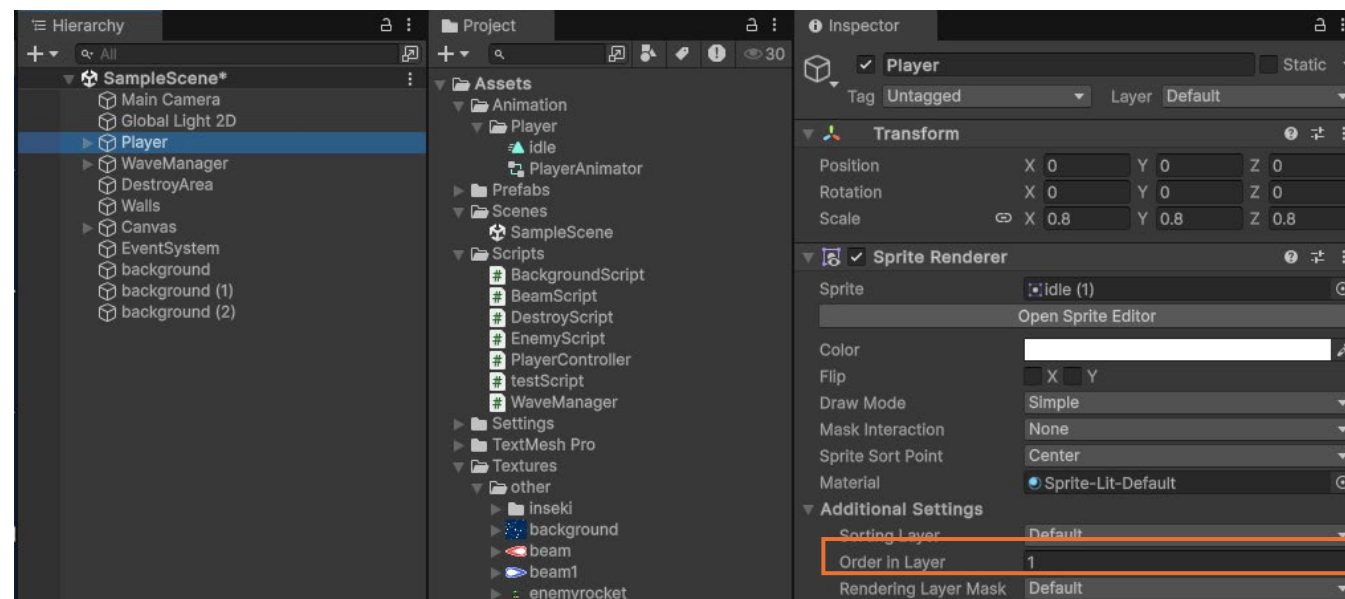 Hierarchy
All
SampleScene*
Main Camera
Global Light 2D
Player
WaveManager
DestroyArea
Walls
Canvas
EventSystem
background
background (1)
background (2)
Project
30
Assets
Animation
Player
idle
PlayerAnimator
Prefabs
Scenes
SampleScene
Scripts
# BackgroundScript
# BeamScript
# DestroyScript
# EnemyScript
# PlayerController
# testScript
# WaveManager
Settings
TextMesh Pro
Textures
other
inseki
background
beam
beam1
enemyrocket
Inspector
Player Static
Tag Untagged Layer Default
Transform
Position X 0 Y 0 Z 0
Rotation X 0 Y 0 Z 0
Scale X 0.8 Y 0.8 Z 0.8
Sprite Renderer
Sprite idle (1)
Open Sprite Editor
Color
Flip X Y
Draw Mode Simple
Mask Interaction None
Sprite Sort Point Center
Material Sprite-Lit-Default
Additional Settings
Sorting Layer Default
Order in Layer 1
Rendering Layer Mask Default